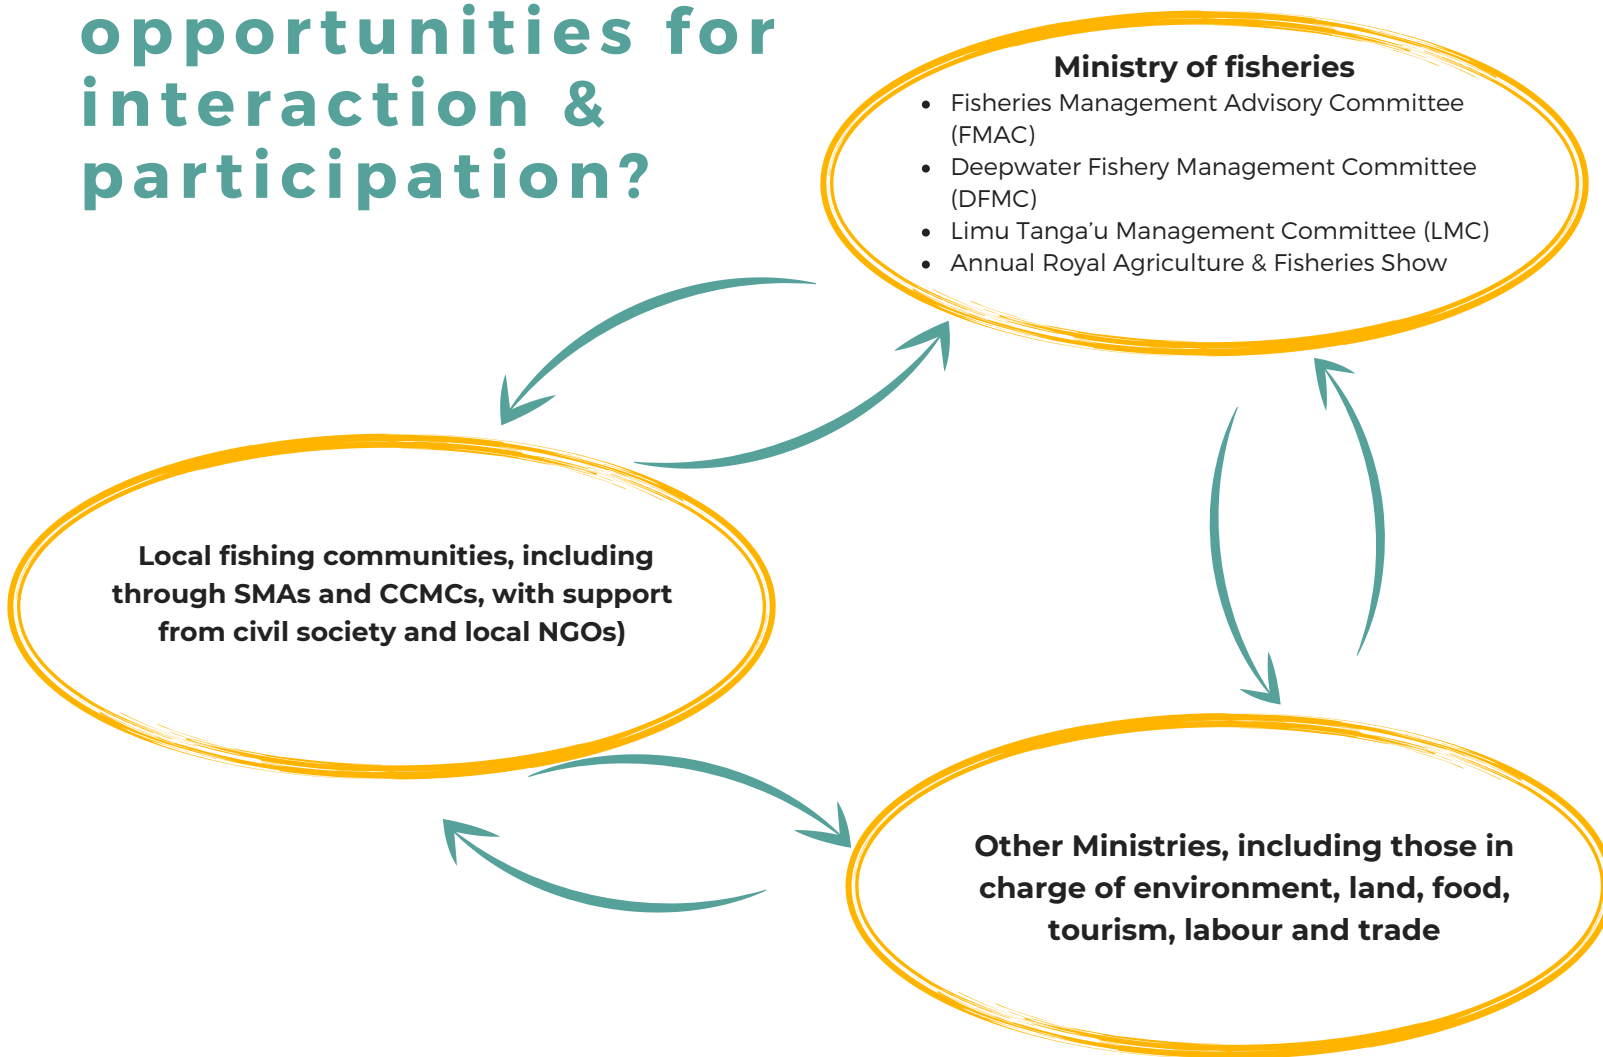 opportunities for
interaction &
participation?
Ministry of fisheries
• Fisheries Management Advisory Committee
(FMAC)
• Deepwater Fishery Management Committee
(DFMC)
• Limu Tanga’u Management Committee (LMC)
• Annual Royal Agriculture & Fisheries Show
Local fishing communities, including
through SMAs and CCMCs, with support
from civil society and local NGOs)
Other Ministries, including those in
charge of environment, land, food,
tourism, labour and trade